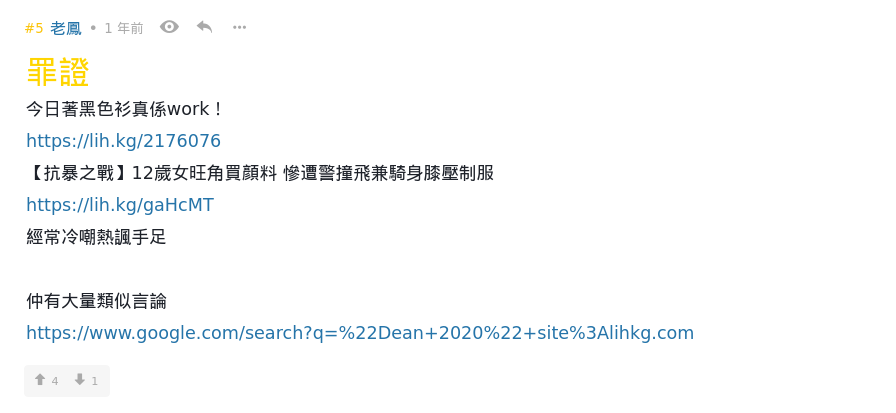 #5 老鳳 • 1 年前
罪證
今日著黑色衫真係work！
https://lih.kg/2176076
【抗暴之戰】12歲女旺角買顏料 慘遭警撞飛兼騎身膝壓制服
https://lih.kg/gaHcMT
經常冷嘲熱諷手足
仲有大量類似言論
https://www.google.com/search?q=%22Dean+2020%22+site%3Alihkg.com
4 1